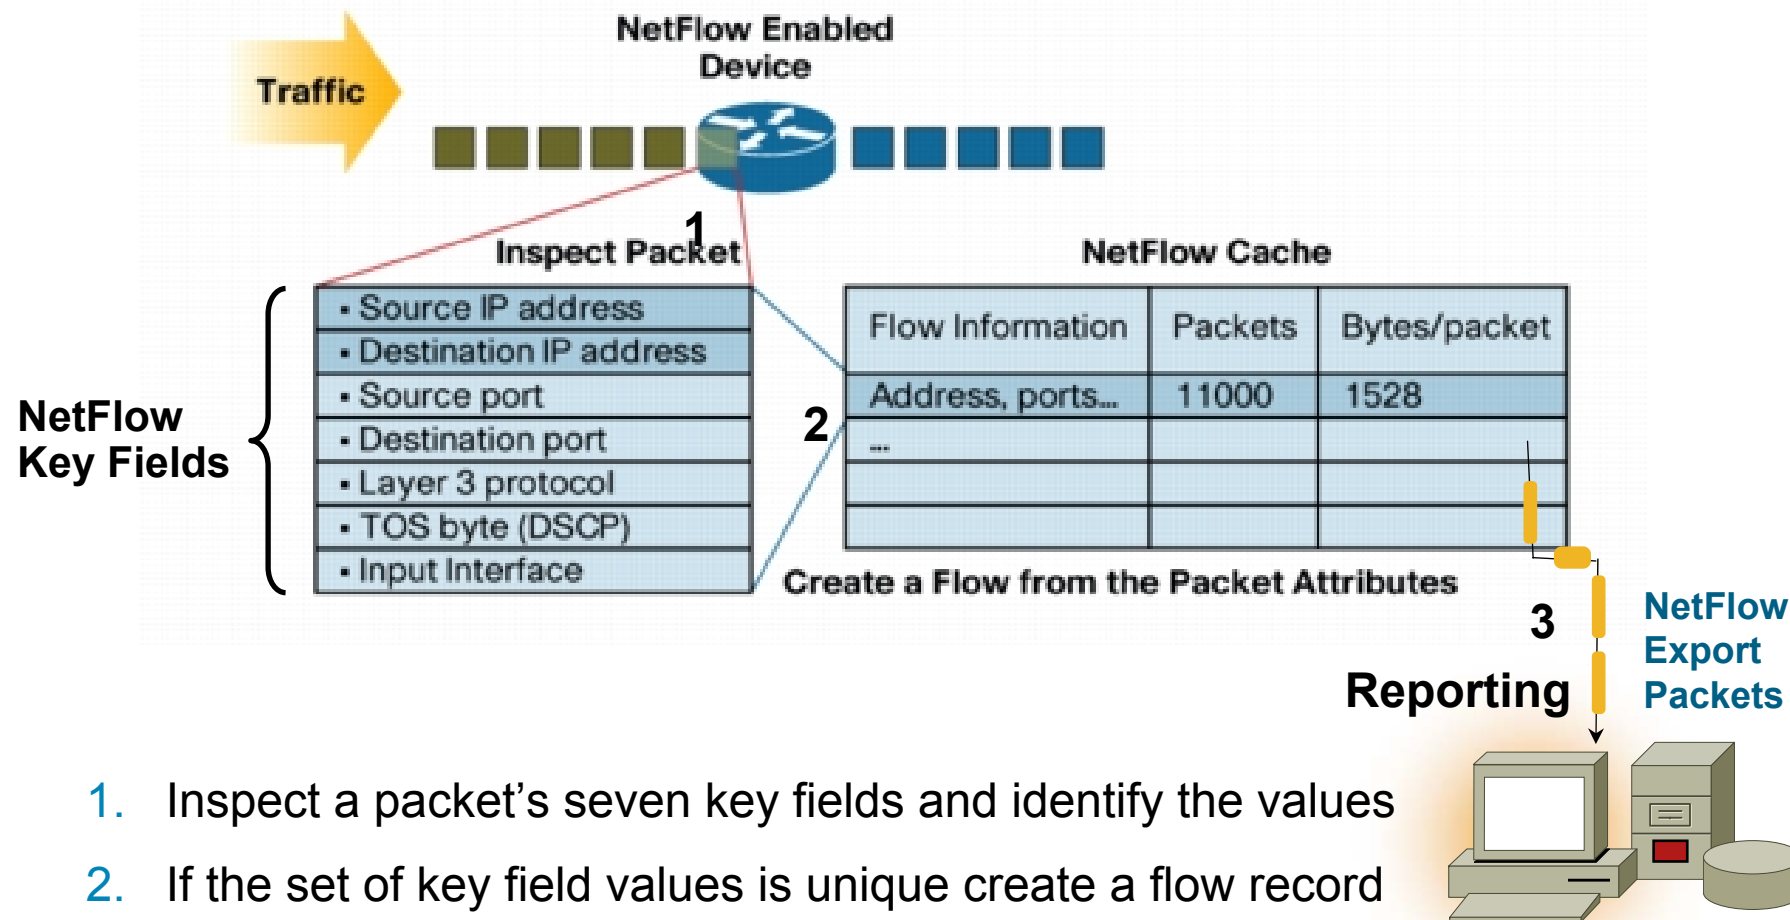 NetFlow Enabled
Device
Traffic
1
Inspect Packet
NetFlow Cache
NetFlow
Key Fields
▪ Source IP address
▪ Destination IP address
▪ Source port
▪ Destination port
▪ Layer 3 protocol
▪ TOS byte (DSCP)
▪ Input Interface
2
Flow Information Packets Bytes/packet
Address, ports... 11000 1528
...
Create a Flow from the Packet Attributes
3
NetFlow
Export
Packets
Reporting
1. Inspect a packet’s seven key fields and identify the values
2. If the set of key field values is unique create a flow record